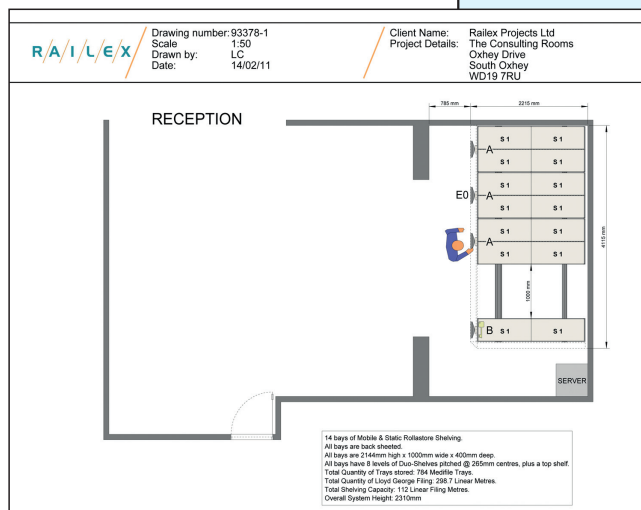 RAILEX
Drawing number: 93378-1
Scale 1:50
Drawn by: LC
Date: 14/02/11
Client Name: Railex Projects Ltd
Project Details: The Consulting Rooms
Oxhey Drive
South Oxhey
WD19 7RU
785 mm
2215 mm
RECEPTION
S 1 S 1
A
S 1 S 1
S 1 S 1
E0 A
S 1 S 1
S 1 S 1
A
S 1 S 1
4115 mm
1000 mm
B S 1 S 1
SERVER
14 bays of Mobile & Static Rollastore Shelving.
All bays are back sheeted.
All bays are 2144mm high x 1000mm wide x 400mm deep.
All bays have 8 levels of Duo-Shelves pitched @ 265mm centres, plus a top shelf.
Total Quantity of Trays stored: 784 Medifile Trays.
Total Quantity of Lloyd George Filing: 298.7 Linear Metres.
Total Shelving Capacity: 112 Linear Filing Metres.
Overall System Height: 2310mm